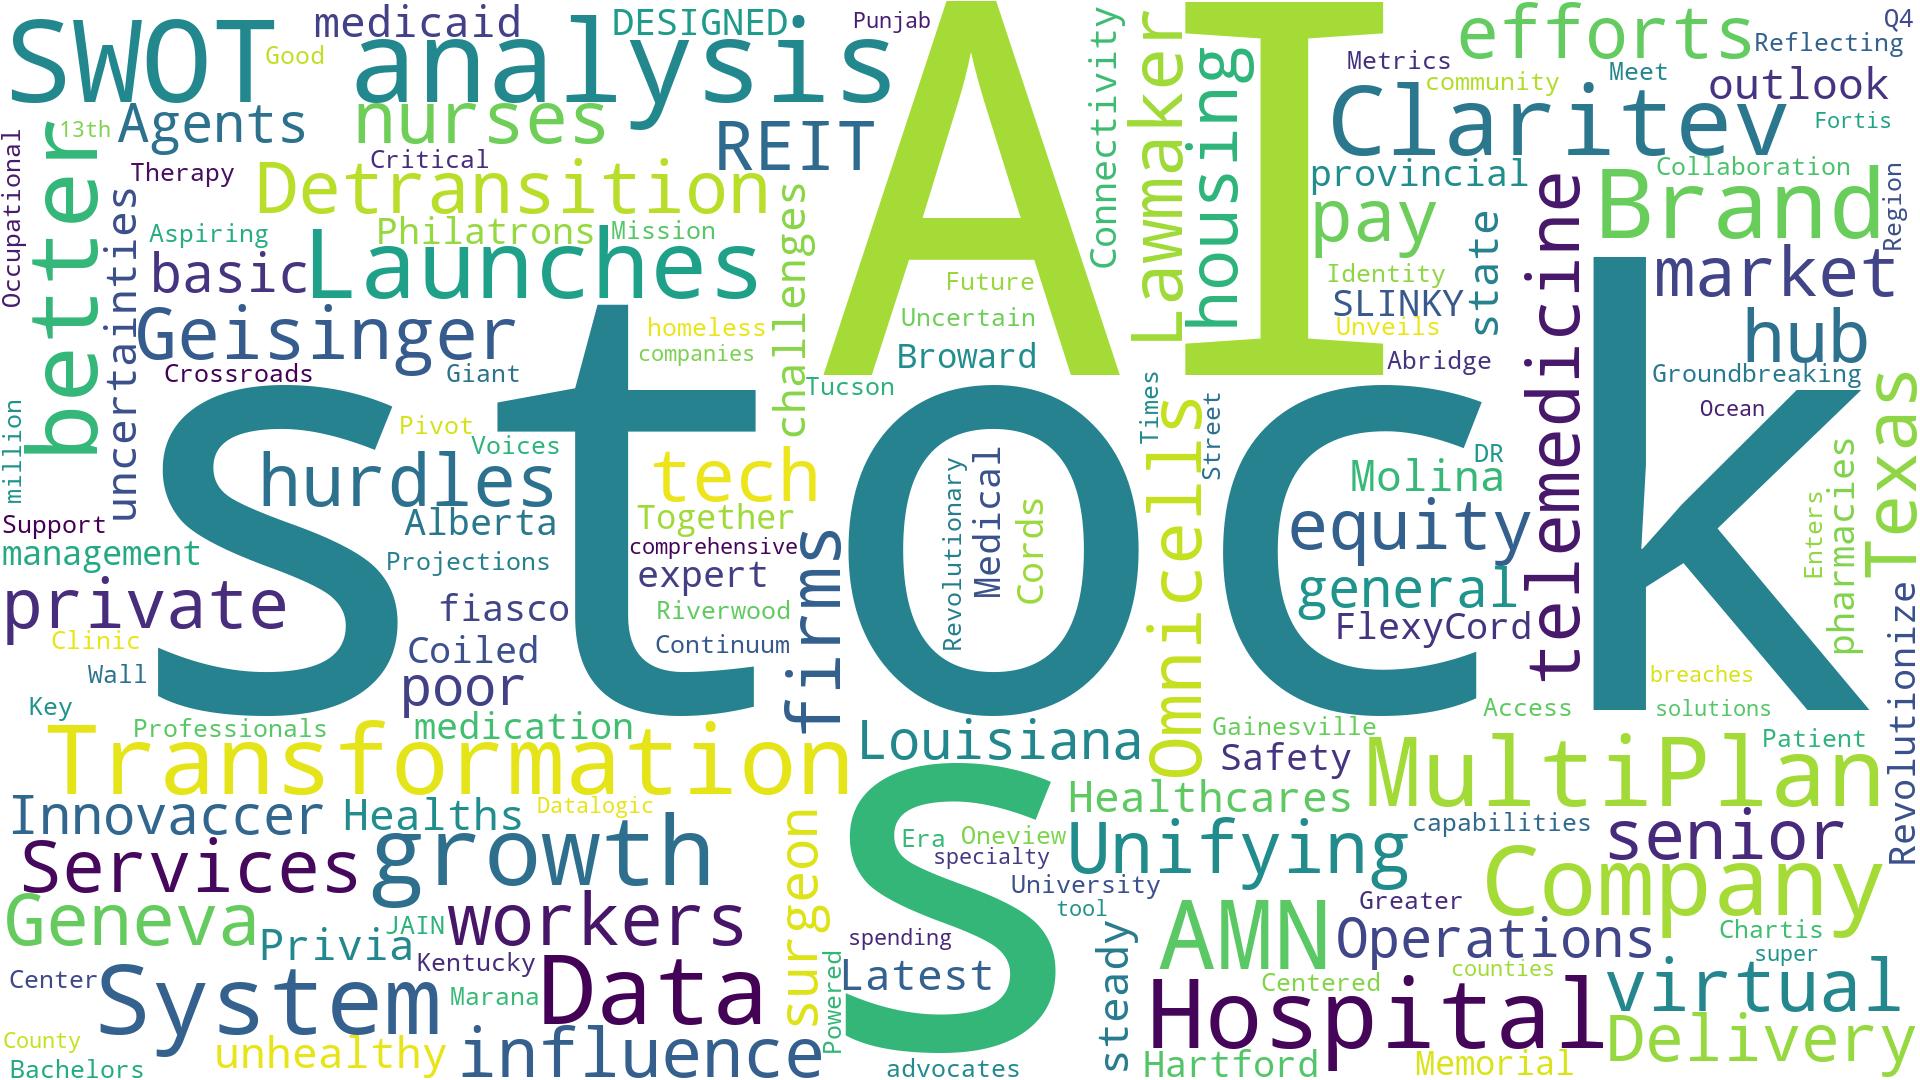 SWOT
analysis
AI
stock
s
medicaid
DESIGNED
Punjab
Good
Agents
nurses
REIT
13th
Therapy
Critical
Detransition
Occupational
better
uncertainties
Aspiring
Philatrons
Mission
basic
Launches
Geisinger
challenges
homeless
companies
Crossroads
Giant
Future
Uncertain
Broward
Tucson
Connectivity
Lawmaker
housing
efforts
Q4
Reflecting
Metrics
community
Meet
outlook
Claritev
Fortis
provincial
Collaboration
Brand
pay
state
telemedicine
Region
market
Identity
SLINKY
Unveils
Abridge
hub
Groundbreaking
Ocean
Texas
million
Pivot
Voices
hurdles
tech
Alberta
Together
comprehensive
Projections
expert
firms
Support
management
private
fiasco
Riverwood
Continuum
Clinic
Coiled
Wall
poor
Key
Professionals
medication
Revolutionary
Medical
Cords
Times
Street
Omnicells
DR
Molina
equity
general
FlexyCord
Enters
pharmacies
Revolutionize
breaches
solutions
Access
Transformation
Louisiana
Gainesville
Safety
MultiPlan
Patient
Innovaccer
Healths
Datalogic
surgeon
Healthcares
Era
Oneview
specialty
Unifying
capabilities
senior
Services
growth
University
tool
Company
Geneva
Privia
JAIN
workers
spending
steady
AMN
Greater
Operations
Chartis
super
Center
System
Kentucky
Marana
Data
Powered
Latest
Hospital
Centered
counties
virtual
County
Bachelors
unhealthy
influence
advocates
Hartford
Memorial
Delivery